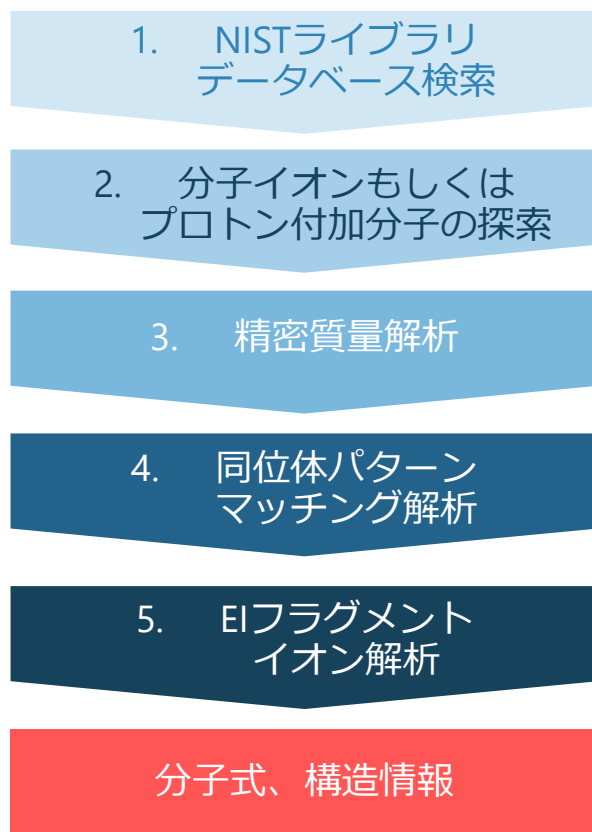 1. NISTライブラリ
データベース検索
2. 分子イオンもしくは
プロトン付加分子の探索
3. 精密質量解析
4. 同位体パターン
マッチング解析
5. EIフラグメント
イオン解析
分子式、構造情報